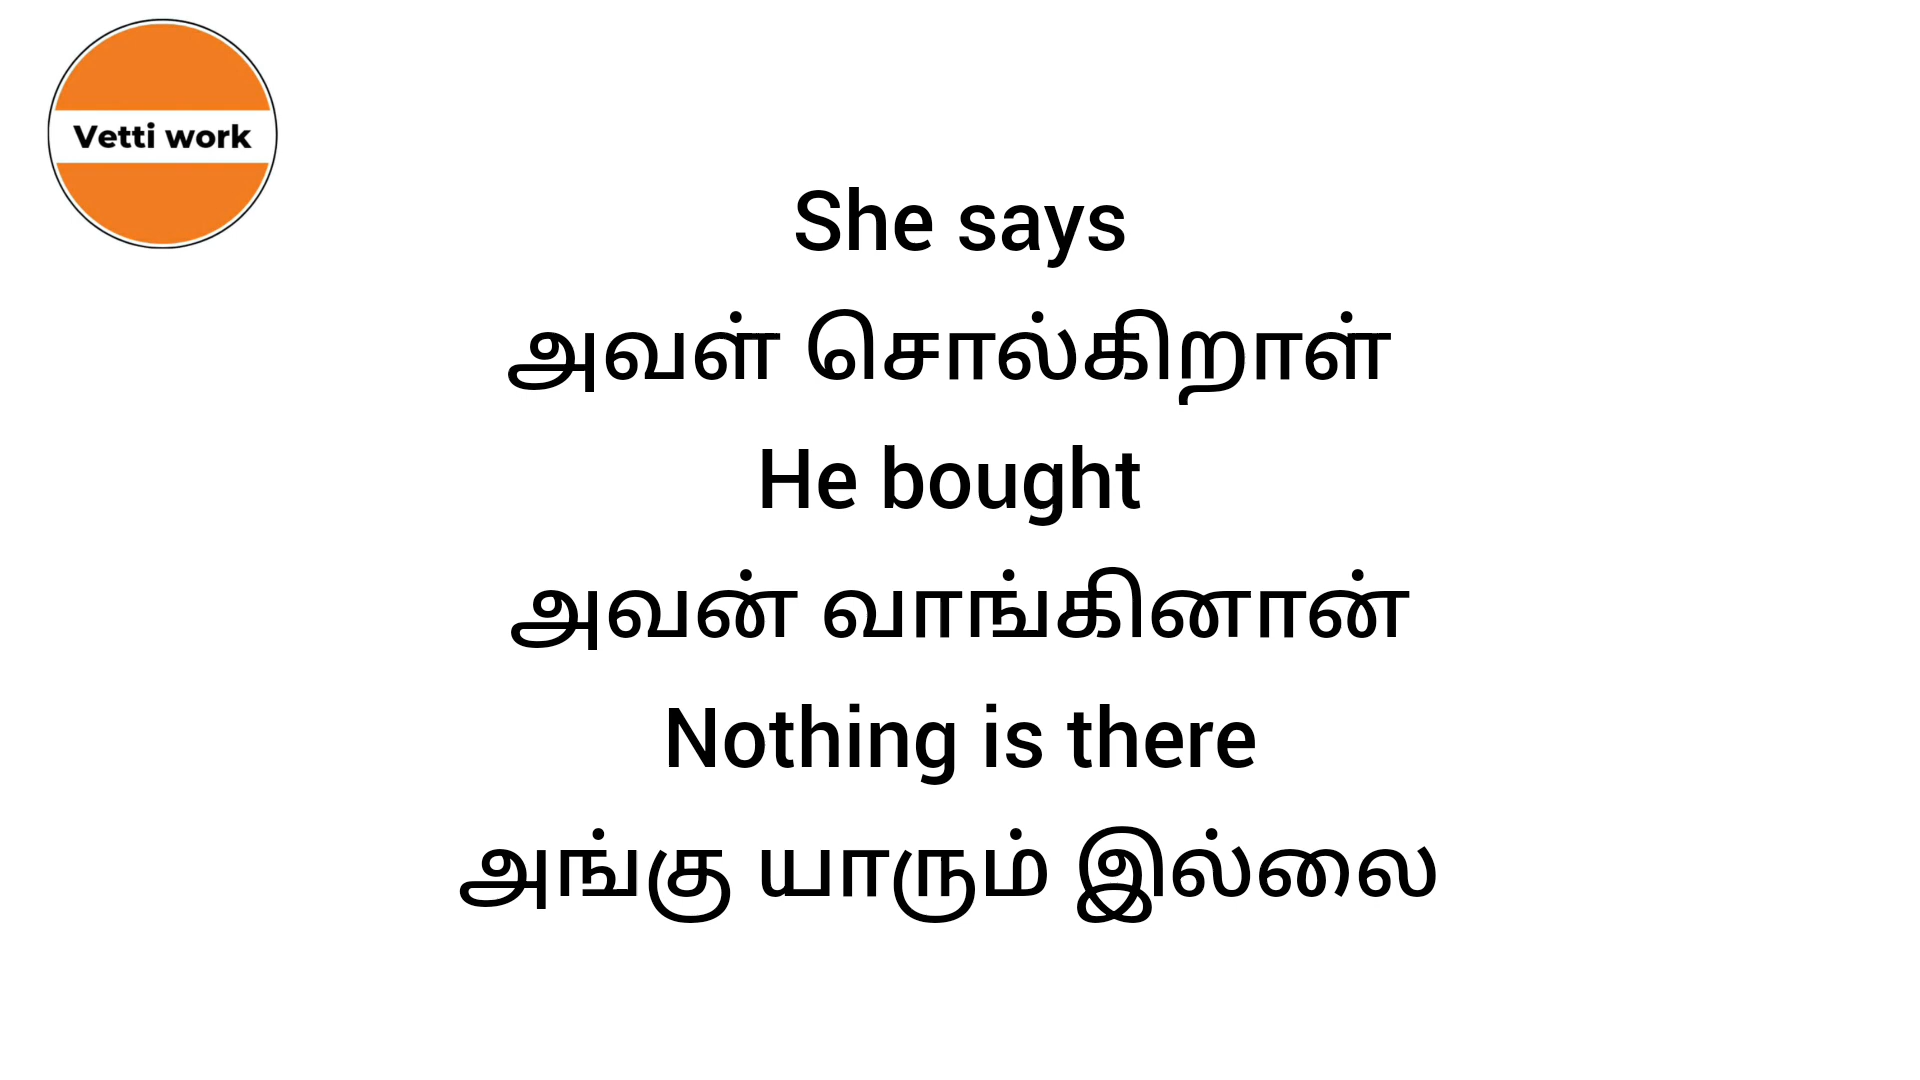 Vetti work
She says
அவள் சொல்கிறாள்
He bought
அவன் வாங்கினான்
Nothing is there
அங்கு யாரும் இல்லை